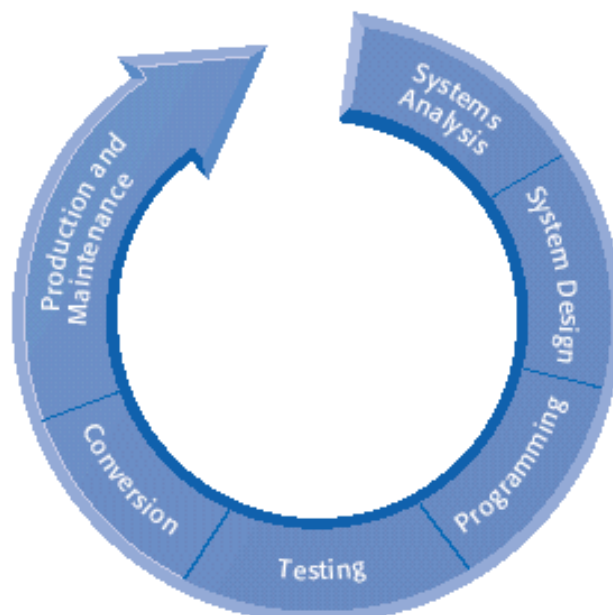 Systems
Analysis
System Design
Programming
Testing
Conversion
Production and
Maintenance